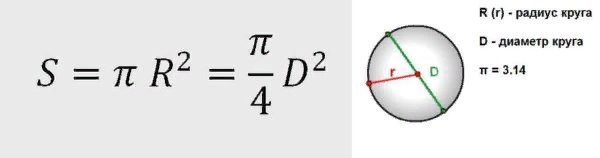 S = π R² = π/4 D²
r
D
R (r) - радиус круга
D - диаметр круга
π = 3.14